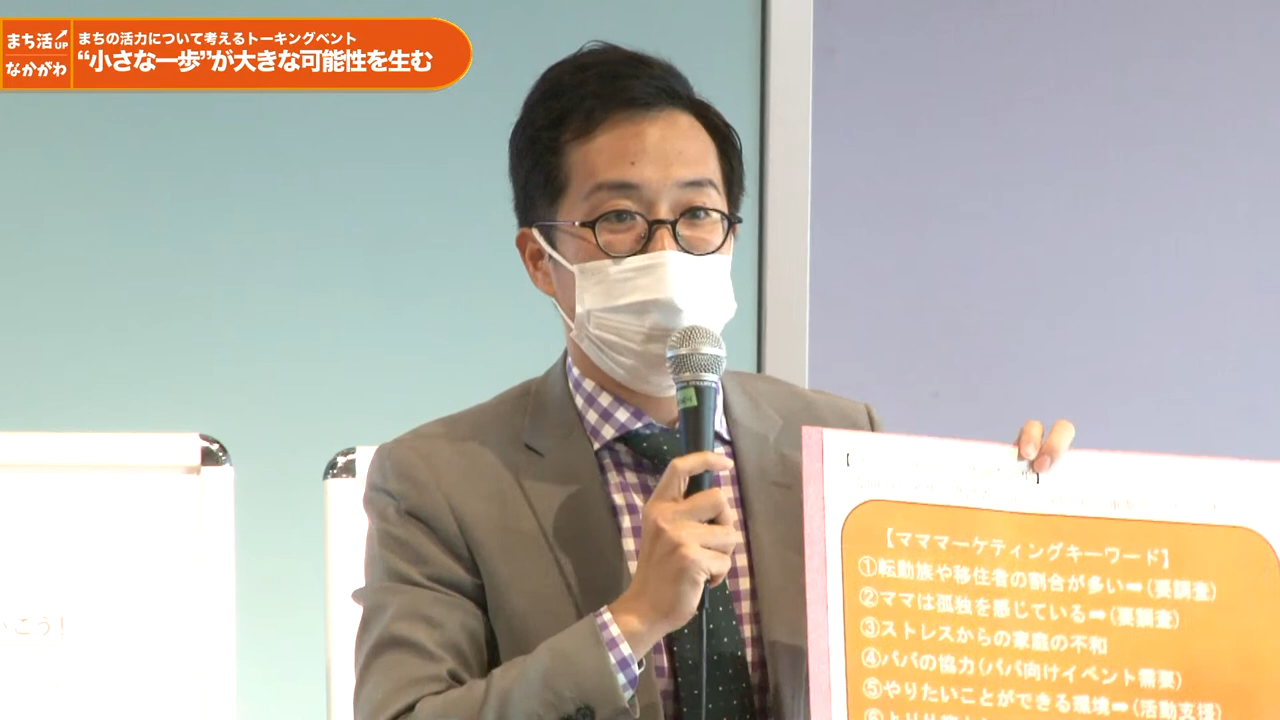 まち活UP
なかがわ
まちの活力について考えるトーキングベント
“小さな一歩”が大きな可能性を生む
こう！
【マママーケティングキーワード】
①転動族や移住者の割合が多い➡(要調査)
②ママは孤独を感じている➡(要調査)
③ストレスからの家庭の不和
④パパの協力(パパ向けイベント需要)
⑤やりたいことができる環境➡(活動支援)